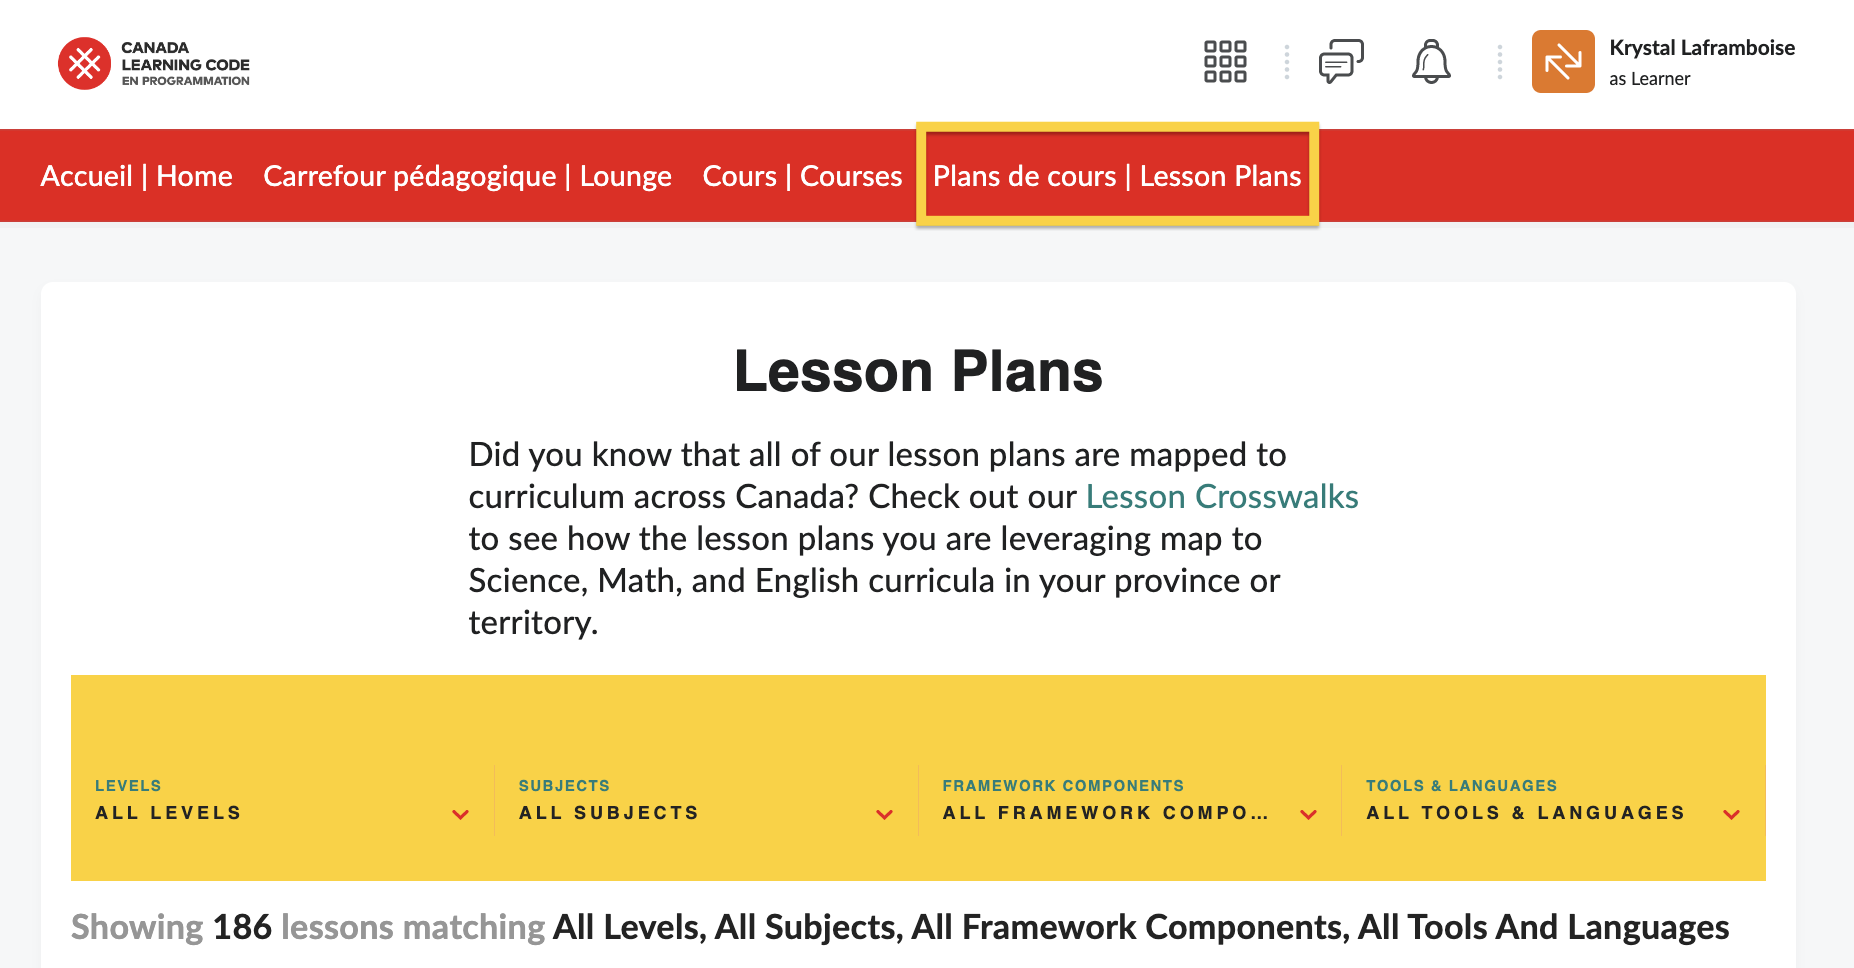 CANADA
LEARNING CODE
EN PROGRAMMATION
Krystal Laframboise
as Learner
Accueil | Home Carrefour pédagogique | Lounge Cours | Courses Plans de cours | Lesson Plans
Lesson Plans
Did you know that all of our lesson plans are mapped to
curriculum across Canada? Check out our Lesson Crosswalks
to see how the lesson plans you are leveraging map to
Science, Math, and English curricula in your province or
territory.
LEVELS
ALL LEVELS
SUBJECTS
ALL SUBJECTS
FRAMEWORK COMPONENTS
ALL FRAMEWORK COMPO...
TOOLS & LANGUAGES
ALL TOOLS & LANGUAGES
Showing 186 lessons matching All Levels, All Subjects, All Framework Components, All Tools And Languages